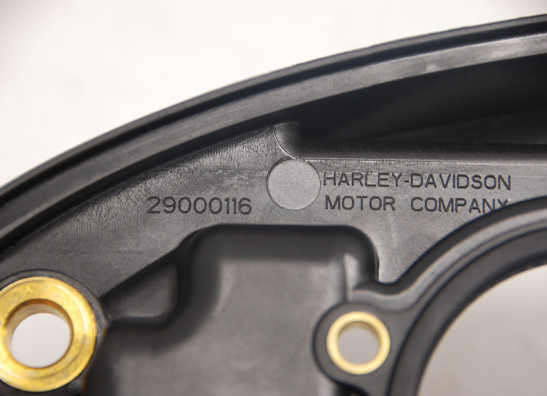 29000116
HARLEY-DAVIDSON
MOTOR COMPANY